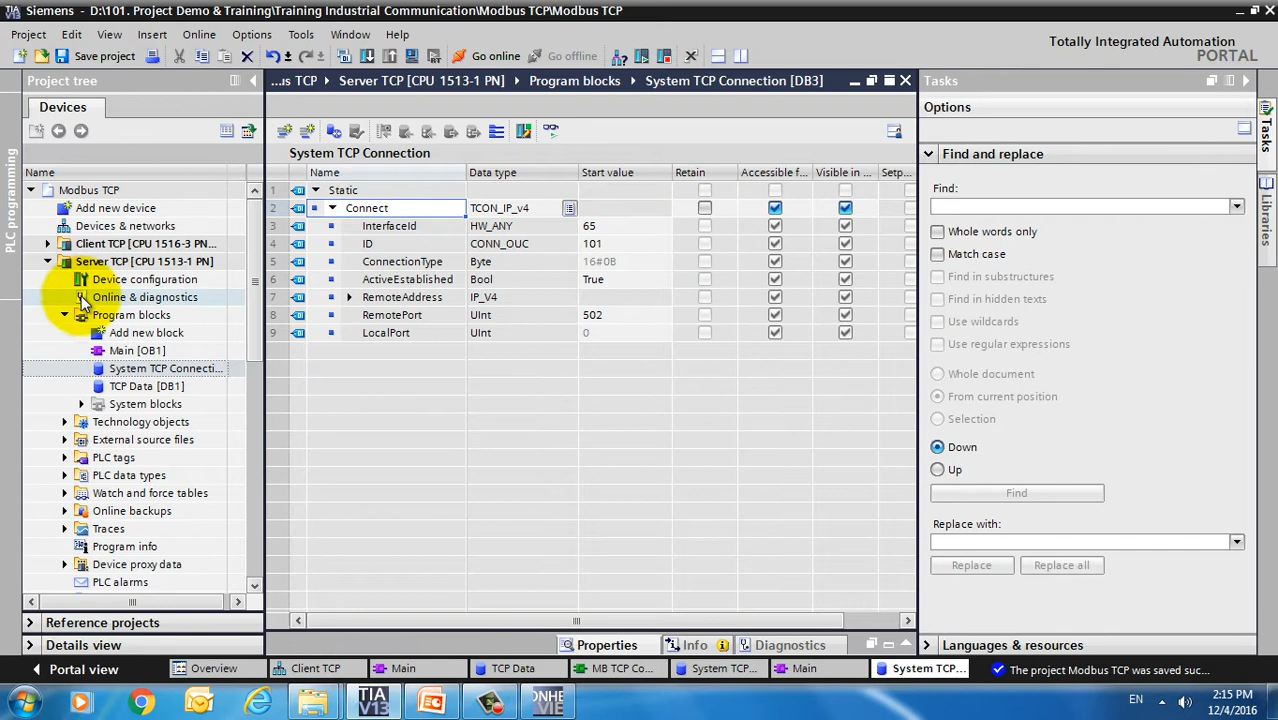 Siemens - D:\101. Project Demo & Training\Training Industrial Communication\Modbus TCP\Modbus TCP
TIA V13
Project Edit View Insert Online Options Tools Window Help
Totally Integrated Automation
PORTAL
Save project
Go online
Go offline
Project tree
...us TCP Server TCP [CPU 1513-1 PN] Program blocks System TCP Connection [DB3]
Tasks
Devices
Options
PLC programming
Tasks
Libraries
Name
Modbus TCP
Add new device
Devices & networks
Client TCP [CPU 1516-3 PN...
Server TCP [CPU 1513-1 PN]
Device configuration
Online & diagnostics
Program blocks
Add new block
Main [OB1]
System TCP Connecti...
TCP Data [DB1]
System blocks
Technology objects
External source files
PLC tags
PLC data types
Watch and force tables
Online backups
Traces
Program info
Device proxy data
PLC alarms
Reference projects
Details view
System TCP Connection
Name Data type Start value Retain Accessible f... Visible in ... Setp...
1 Static
2 Connect TCON_IP_v4
3 InterfaceId HW_ANY 65
4 ID CONN_OUC 101
5 ConnectionType Byte 16#0B
6 ActiveEstablished Bool True
7 RemoteAddress IP_V4
8 RemotePort UInt 502
9 LocalPort UInt 0
Find and replace
Find:
Whole words only
Match case
Find in substructures
Find in hidden texts
Use wildcards
Use regular expressions
Whole document
From current position
Selection
Down
Up
Find
Replace with:
Replace Replace all
Properties Info Diagnostics
Languages & resources
Portal view Overview Client TCP Main TCP Data MB TCP Co... System TC... Main System TC... The project Modbus TCP was saved suc...
TIA V13
EN
2:15 PM
12/4/2016